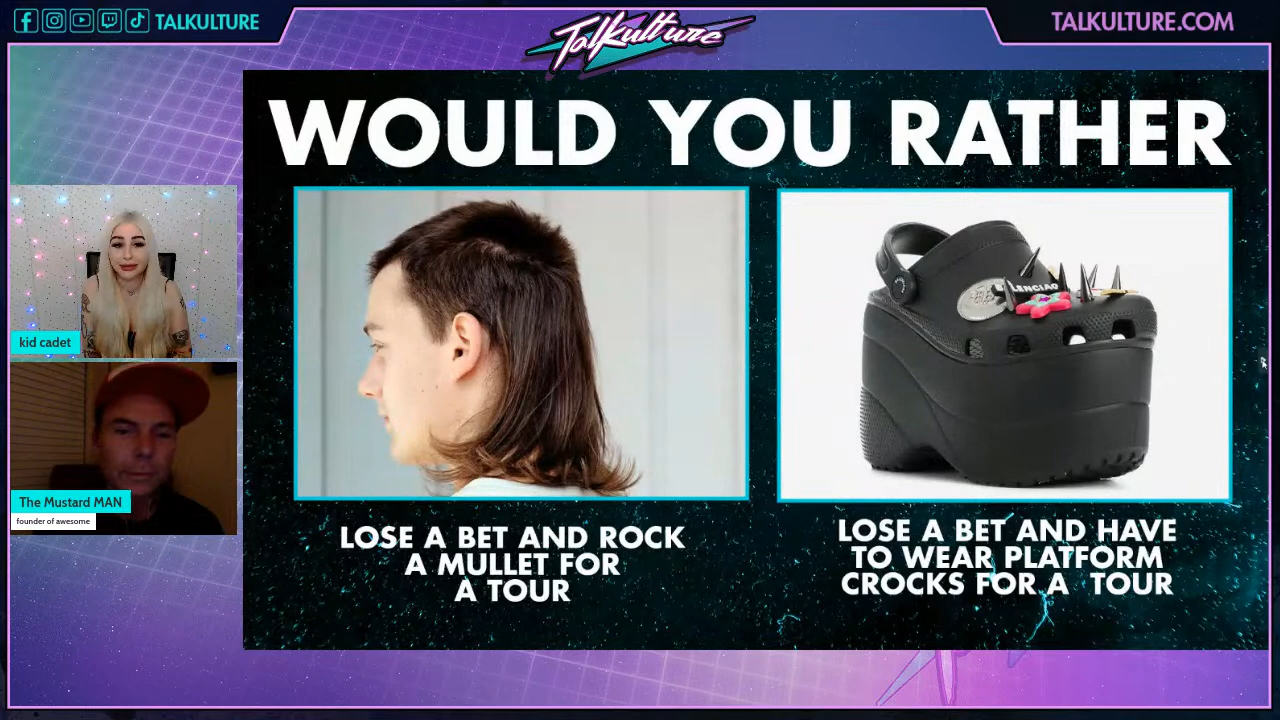 TALKULTURE
TalKulture
TALKULTURE.COM
WOULD YOU RATHER
kid cadet
The Mustard MAN
founder of awesome
LOSE A BET AND ROCK
A MULLET FOR
A TOUR
LOSE A BET AND HAVE
TO WEAR PLATFORM
CROCKS FOR A TOUR